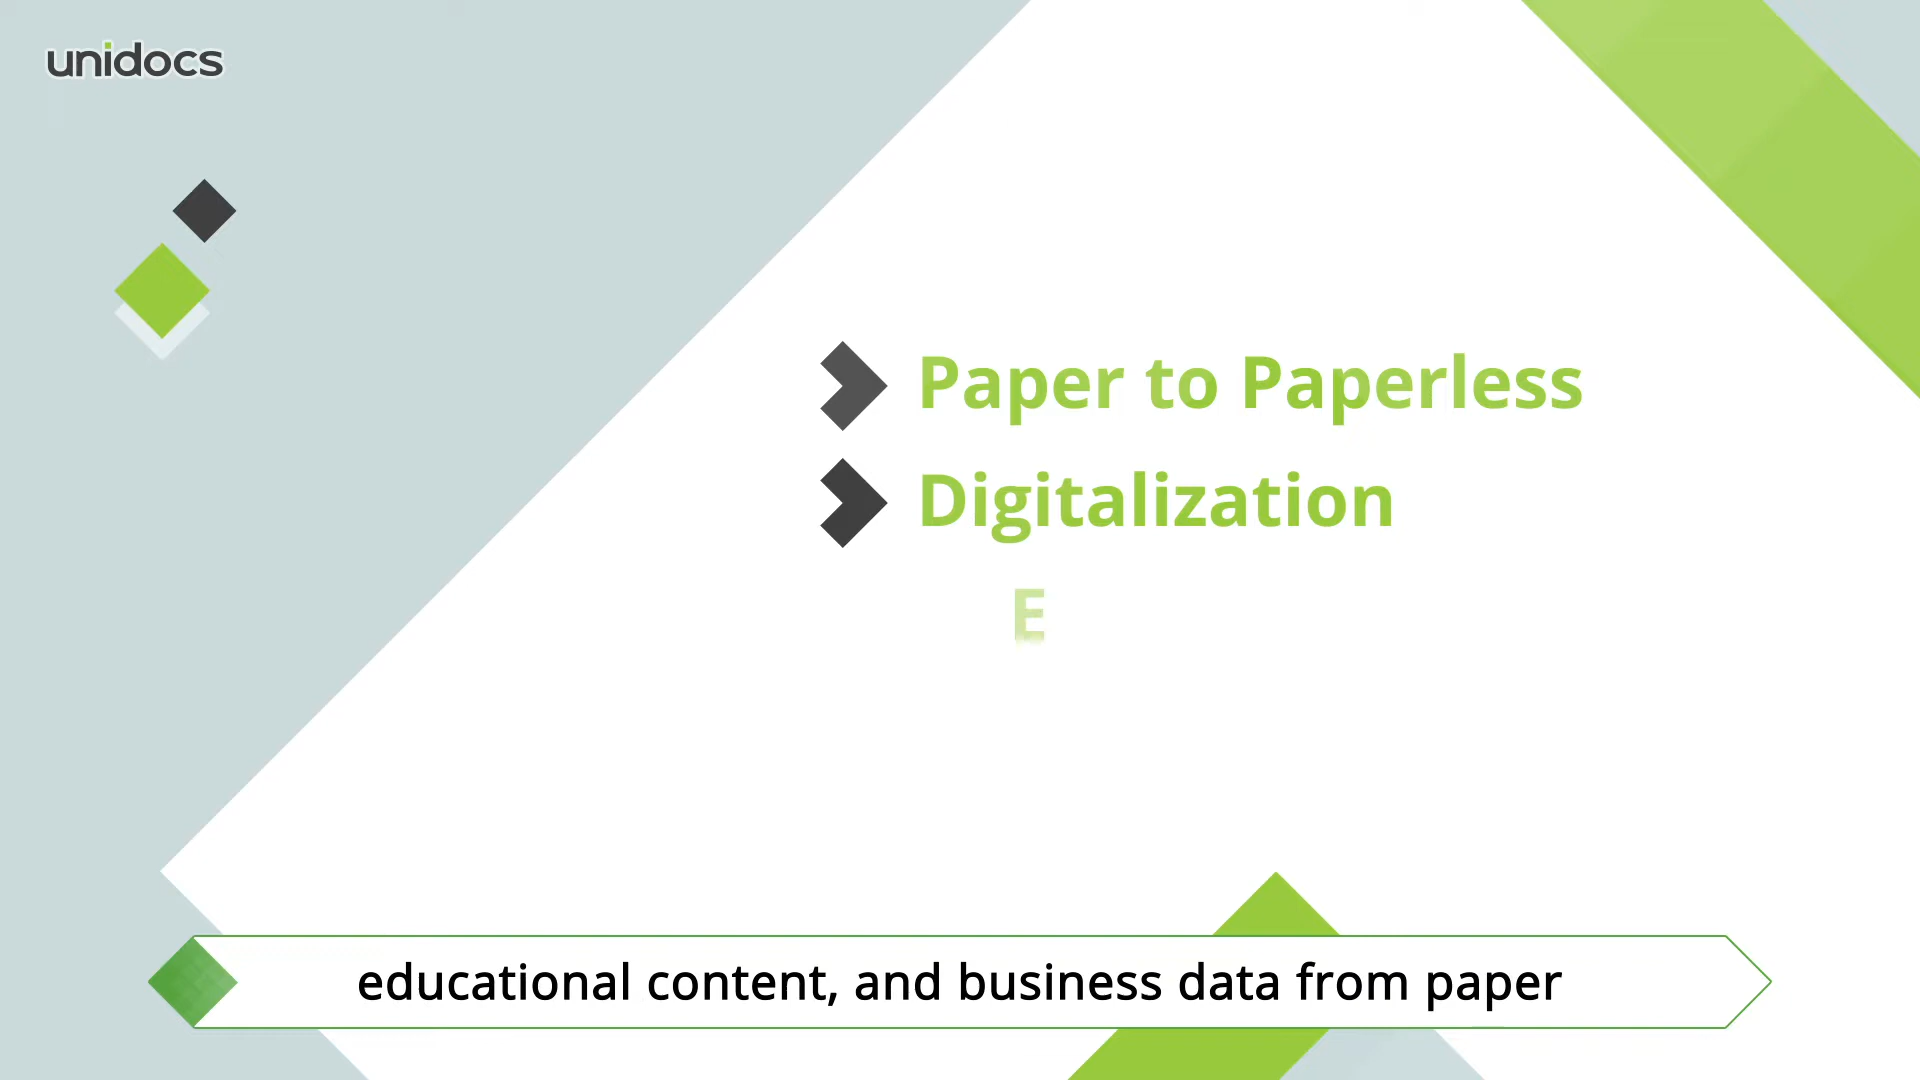 unidocs
Paper to Paperless
Digitalization
E
educational content, and business data from paper